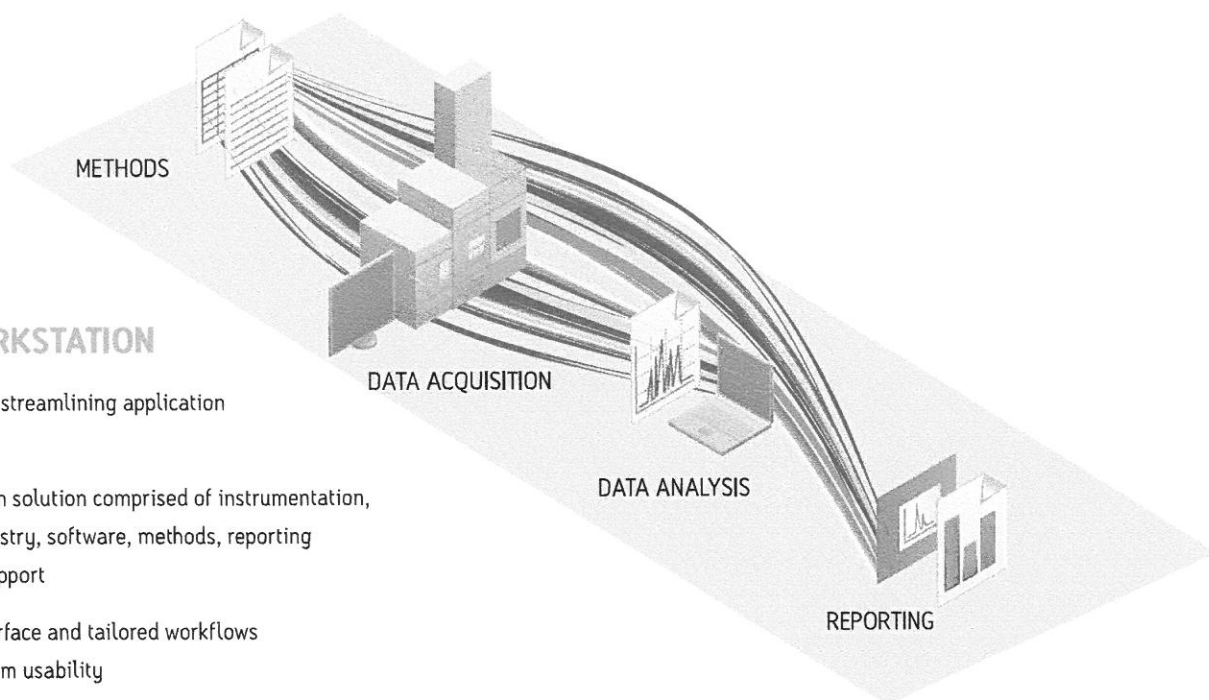 METHODS
RKSTATION
DATA ACQUISITION
streamlining application
DATA ANALYSIS
n solution comprised of instrumentation,
stry, software, methods, reporting
pport
REPORTING
rface and tailored workflows
m usability